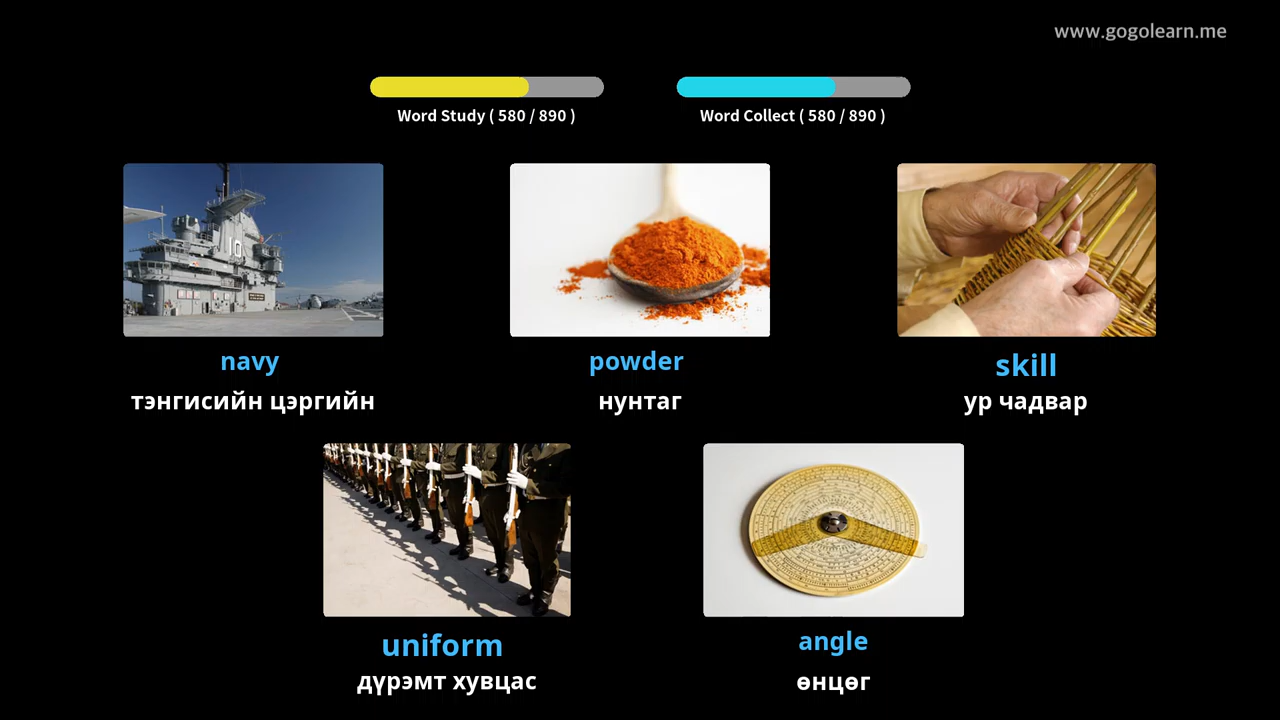 www.gogolearn.me
Word Study ( 580 / 890 )
Word Collect ( 580 / 890 )
navy
powder
skill
тэнгисийн цэргийн
нунтаг
ур чадвар
uniform
angle
дүрэмт хувцас
өнцөг